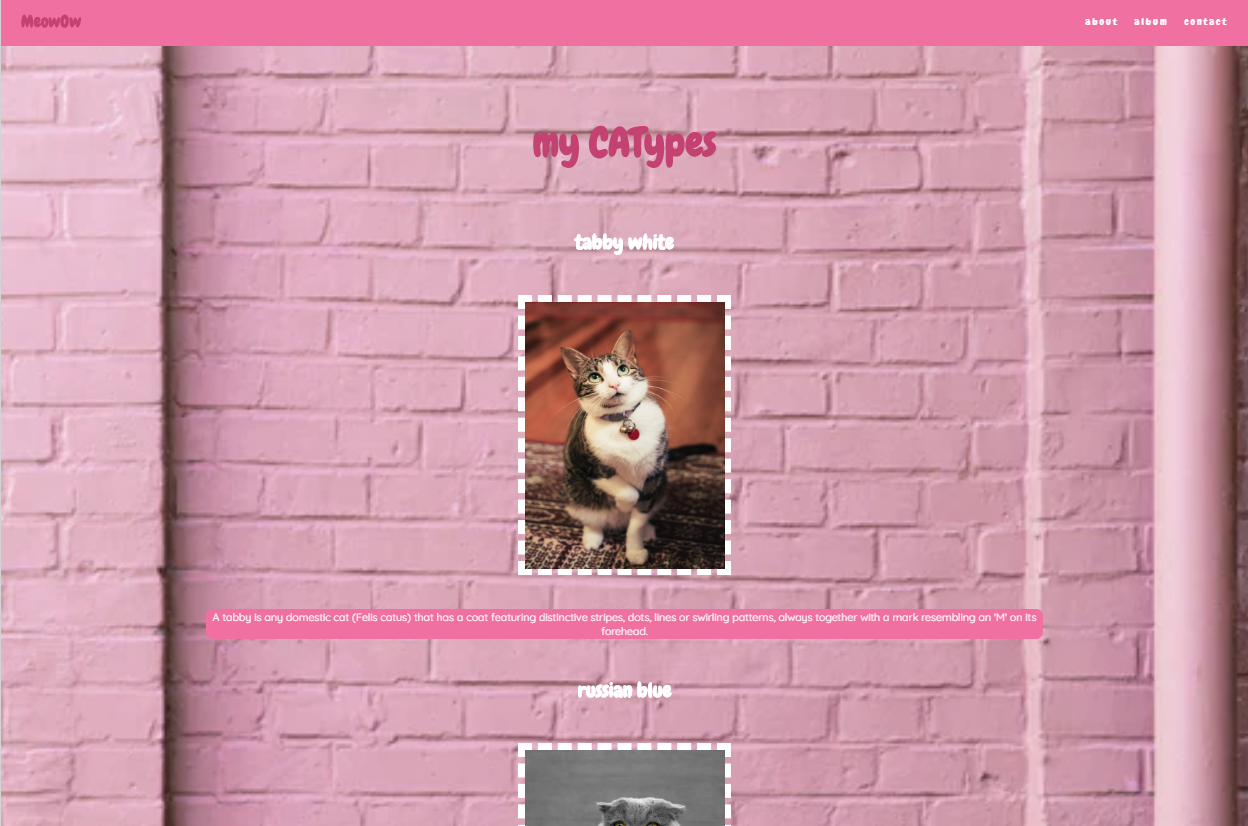 MeowOw
about album contact
my CATypes
tabby white
A tabby is any domestic cat (Felis catus) that has a coat featuring distinctive stripes, dots, lines or swirling patterns, always together with a mark resembling an 'M' on its
forehead.
russian blue